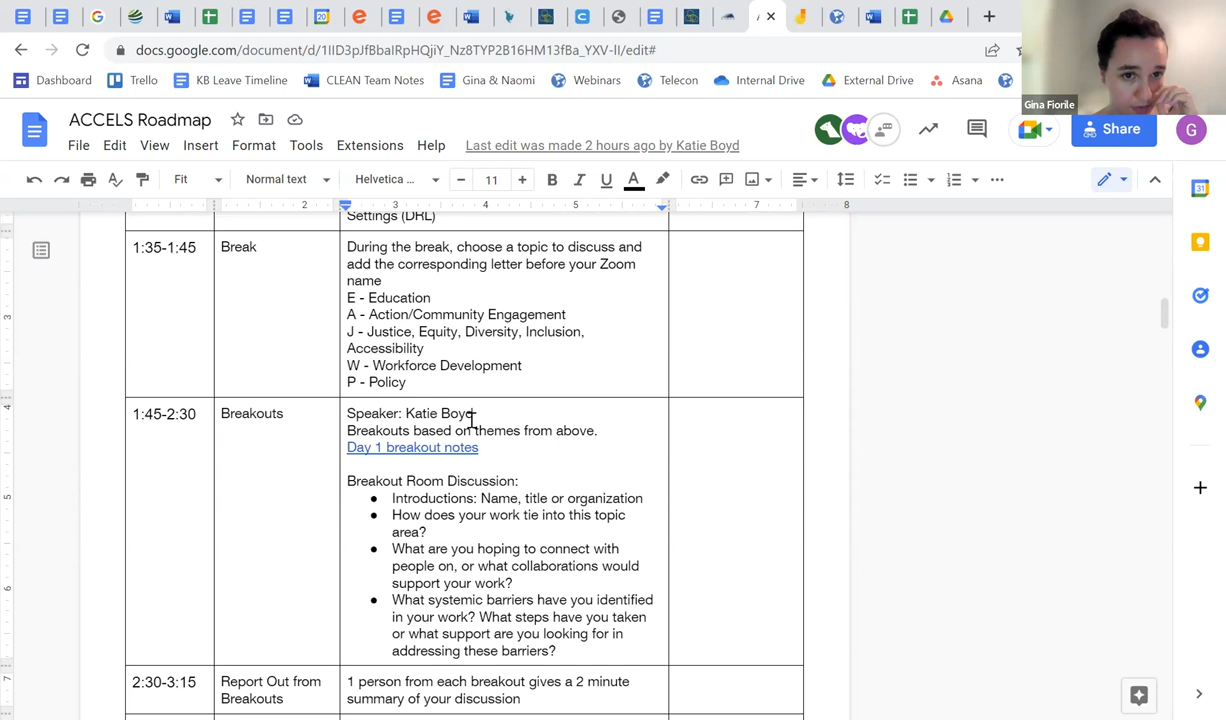 docs.google.com/document/d/1IID3pJfBbaIRpHQjiY_Nz8TYP2B16HM13fBa_YXV-lI/edit#
Dashboard
Trello
KB Leave Timeline
CLEAN Team Notes
Gina & Naomi
Webinars
Telecon
Internal Drive
External Drive
Asana
Gina Fiorile
ACCELS Roadmap
File Edit View Insert Format Tools Extensions Help Last edit was made 2 hours ago by Katie Boyd
Share
G
Fit
Normal text
Helvetica ...
11
2 3 4 5 6 7 8
Settings (DRL)
1:35-1:45
Break
During the break, choose a topic to discuss and
add the corresponding letter before your Zoom
name
E - Education
A - Action/Community Engagement
J - Justice, Equity, Diversity, Inclusion,
Accessibility
W - Workforce Development
P - Policy
1:45-2:30
Breakouts
Speaker: Katie Boyd
Breakouts based on themes from above.
Day 1 breakout notes
Breakout Room Discussion:
● Introductions: Name, title or organization
● How does your work tie into this topic
area?
● What are you hoping to connect with
people on, or what collaborations would
support your work?
● What systemic barriers have you identified
in your work? What steps have you taken
or what support are you looking for in
addressing these barriers?
2:30-3:15
Report Out from
Breakouts
1 person from each breakout gives a 2 minute
summary of your discussion